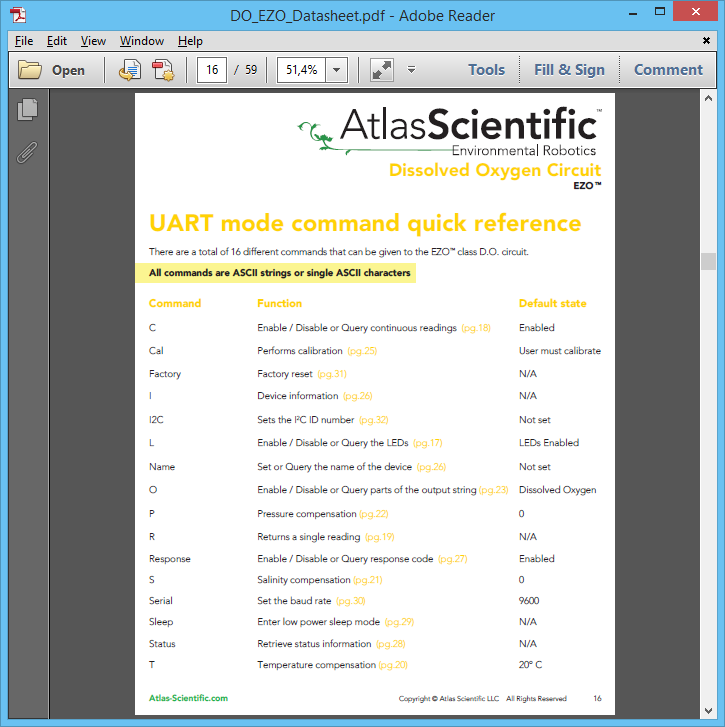 DO_EZO_Datasheet.pdf - Adobe Reader
File Edit View Window Help
Open 16 / 59 51,4% Tools Fill & Sign Comment
AtlasScientific™
Environmental Robotics
Dissolved Oxygen Circuit
EZO™
UART mode command quick reference
There are a total of 16 different commands that can be given to the EZO™ class D.O. circuit.
All commands are ASCII strings or single ASCII characters
Command Function Default state
C Enable / Disable or Query continuous readings (pg.18) Enabled
Cal Performs calibration (pg.25) User must calibrate
Factory Factory reset (pg.31) N/A
I Device information (pg.26) N/A
I2C Sets the I²C ID number (pg.32) Not set
L Enable / Disable or Query the LEDs (pg.17) LEDs Enabled
Name Set or Query the name of the device (pg.26) Not set
O Enable / Disable or Query parts of the output string (pg.23) Dissolved Oxygen
P Pressure compensation (pg.22) 0
R Returns a single reading (pg.19) N/A
Response Enable / Disable or Query response code (pg.27) Enabled
S Salinity compensation (pg.21) 0
Serial Set the baud rate (pg.30) 9600
Sleep Enter low power sleep mode (pg.29) N/A
Status Retrieve status information (pg.28) N/A
T Temperature compensation (pg.20) 20° C
Atlas-Scientific.com Copyright © Atlas Scientific LLC All Rights Reserved 16